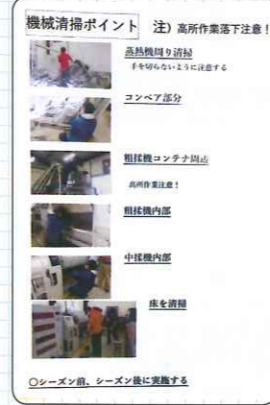 機械清掃ポイント 注）高所作業落下注意！
蒸熱機周り清掃
手を切らないように注意する
コンベア部分
粗揉機コンテナ周辺
高所作業注意！
粗揉機内部
中揉機内部
床を清掃
○シーズン前、シーズン後に実施する